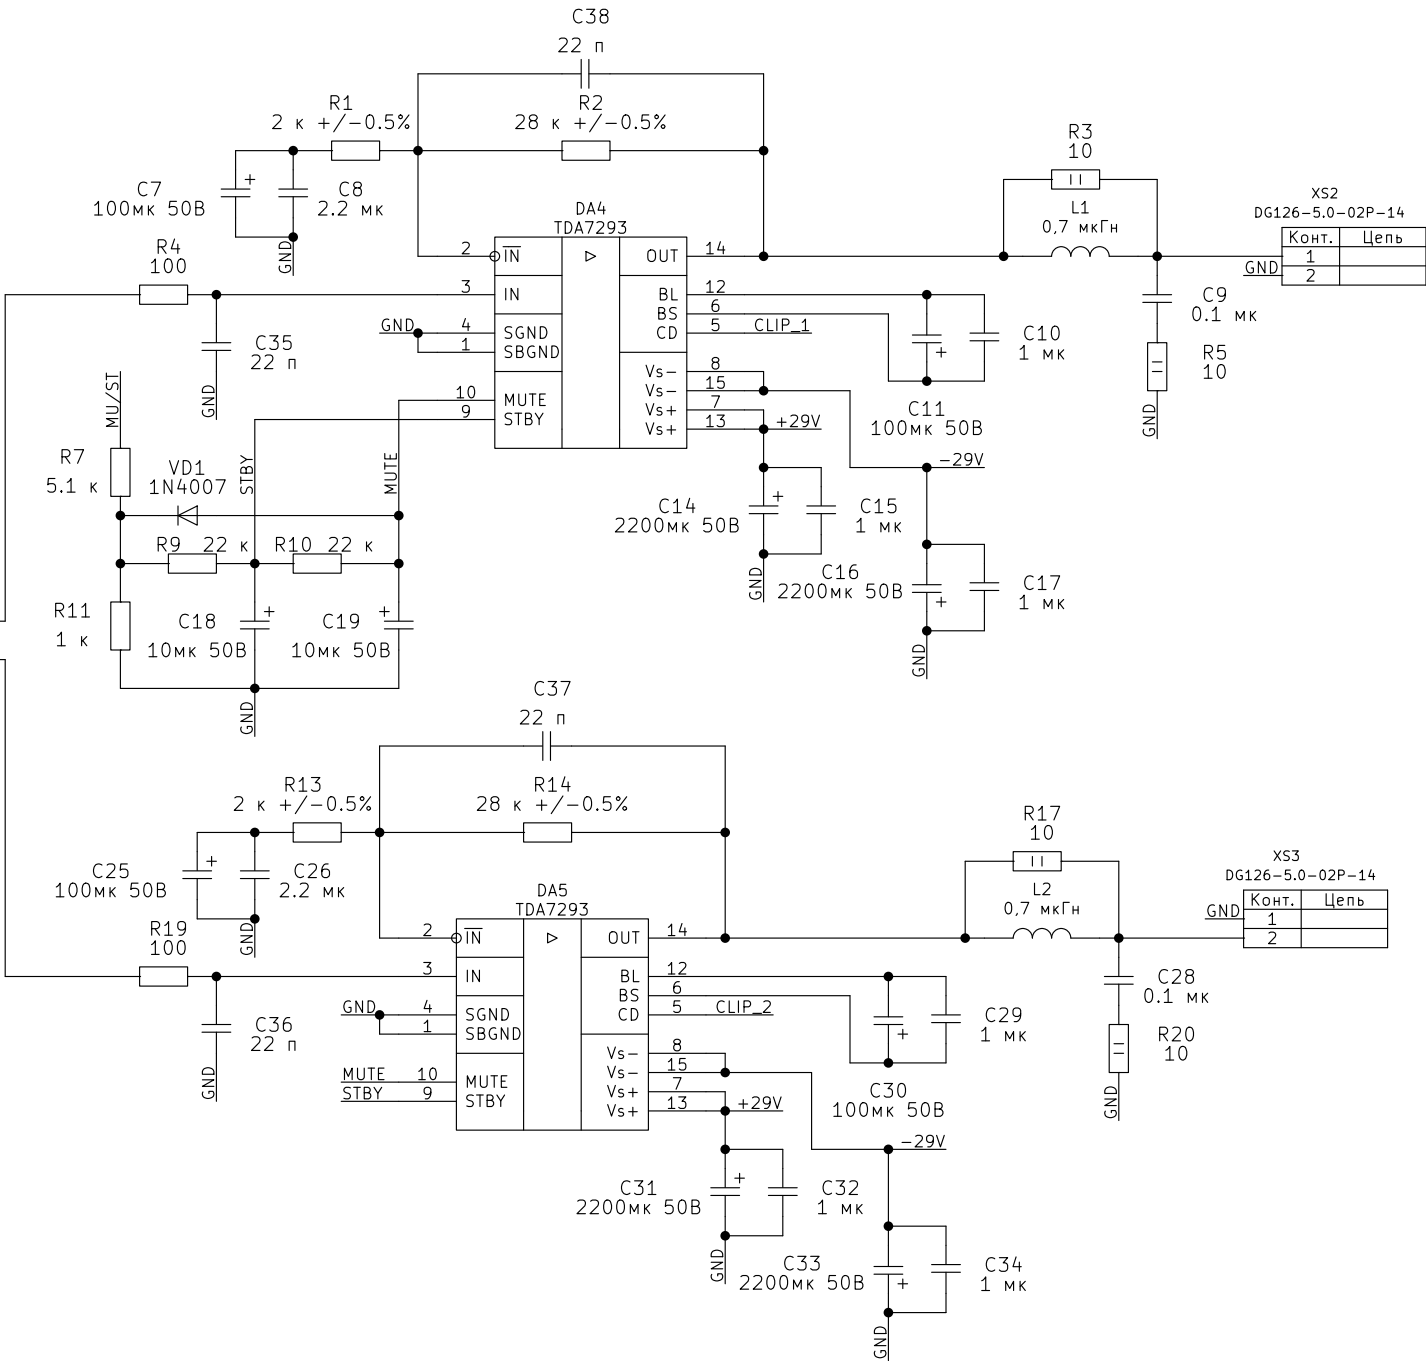 C38
22 п
R1
2 к +/-0.5%
R2
28 к +/-0.5%
C7
100мк 50В
C8
2.2 мк
GND
R4
100
C35
22 п
GND
DA4
TDA7293
2
IN
3
IN
4
SGND
1
SBGND
GND
10
MUTE
9
STBY
OUT
14
BL
12
BS
6
CD
5
CLIP_1
Vs-
8
Vs-
15
Vs+
7
Vs+
13
+29V
R3
10
L1
0,7 мкГн
XS2
DG126-5.0-02P-14
Конт.
Цепь
1
GND
2
C9
0.1 мк
R5
10
GND
C10
1 мк
C11
100мк 50В
-29V
C14
2200мк 50В
C15
1 мк
GND
C16
2200мк 50В
C17
1 мк
GND
MU/ST
R7
5.1 к
VD1
1N4007
STBY
MUTE
R9 22 к
R10 22 к
R11
1 к
C18
10мк 50В
C19
10мк 50В
GND
C37
22 п
R13
2 к +/-0.5%
R14
28 к +/-0.5%
C25
100мк 50В
C26
2.2 мк
GND
R19
100
C36
22 п
GND
DA5
TDA7293
2
IN
3
IN
GND
4
SGND
1
SBGND
MUTE
10
MUTE
STBY
9
STBY
OUT
14
BL
12
BS
6
CD
5
CLIP_2
Vs-
8
Vs-
15
Vs+
7
Vs+
13
+29V
R17
10
L2
0,7 мкГн
XS3
DG126-5.0-02P-14
Конт.
Цепь
GND
1
2
C28
0.1 мк
R20
10
GND
C29
1 мк
C30
100мк 50В
-29V
C31
2200мк 50В
C32
1 мк
GND
C33
2200мк 50В
C34
1 мк
GND